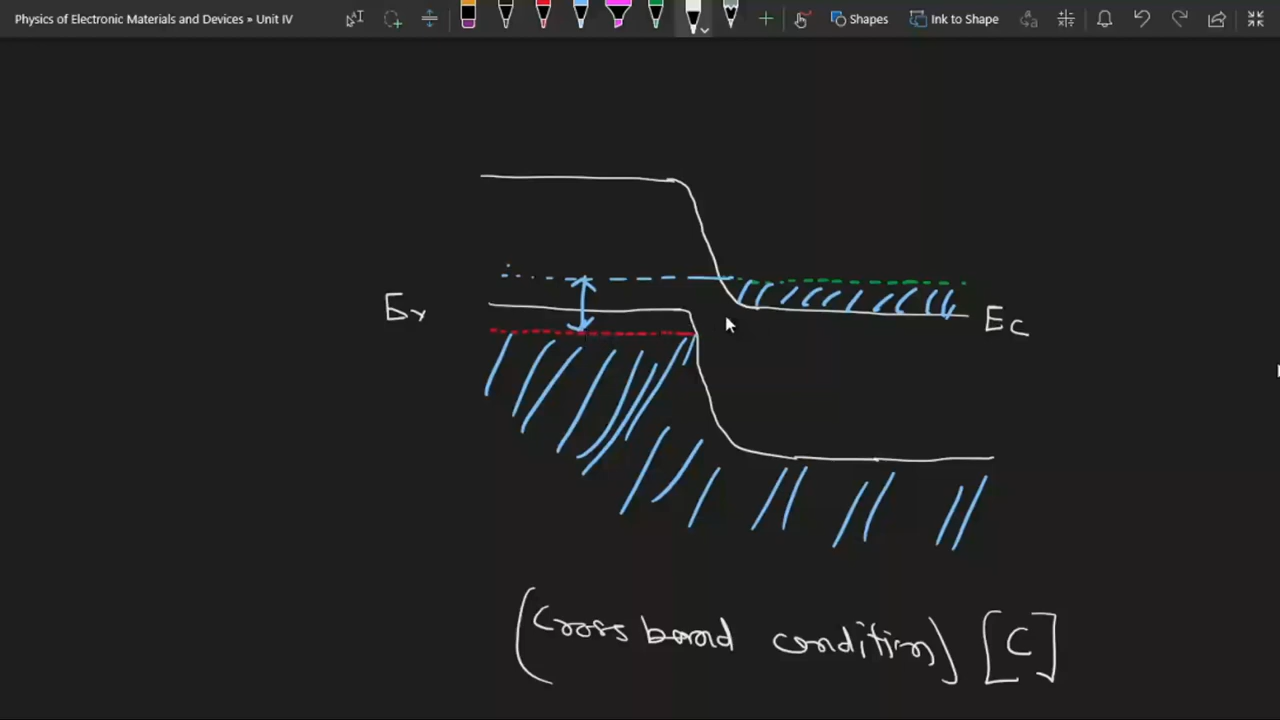 Physics of Electronic Materials and Devices » Unit IV
Shapes
Ink to Shape
Ev
Ec
(cross band condition) [C]